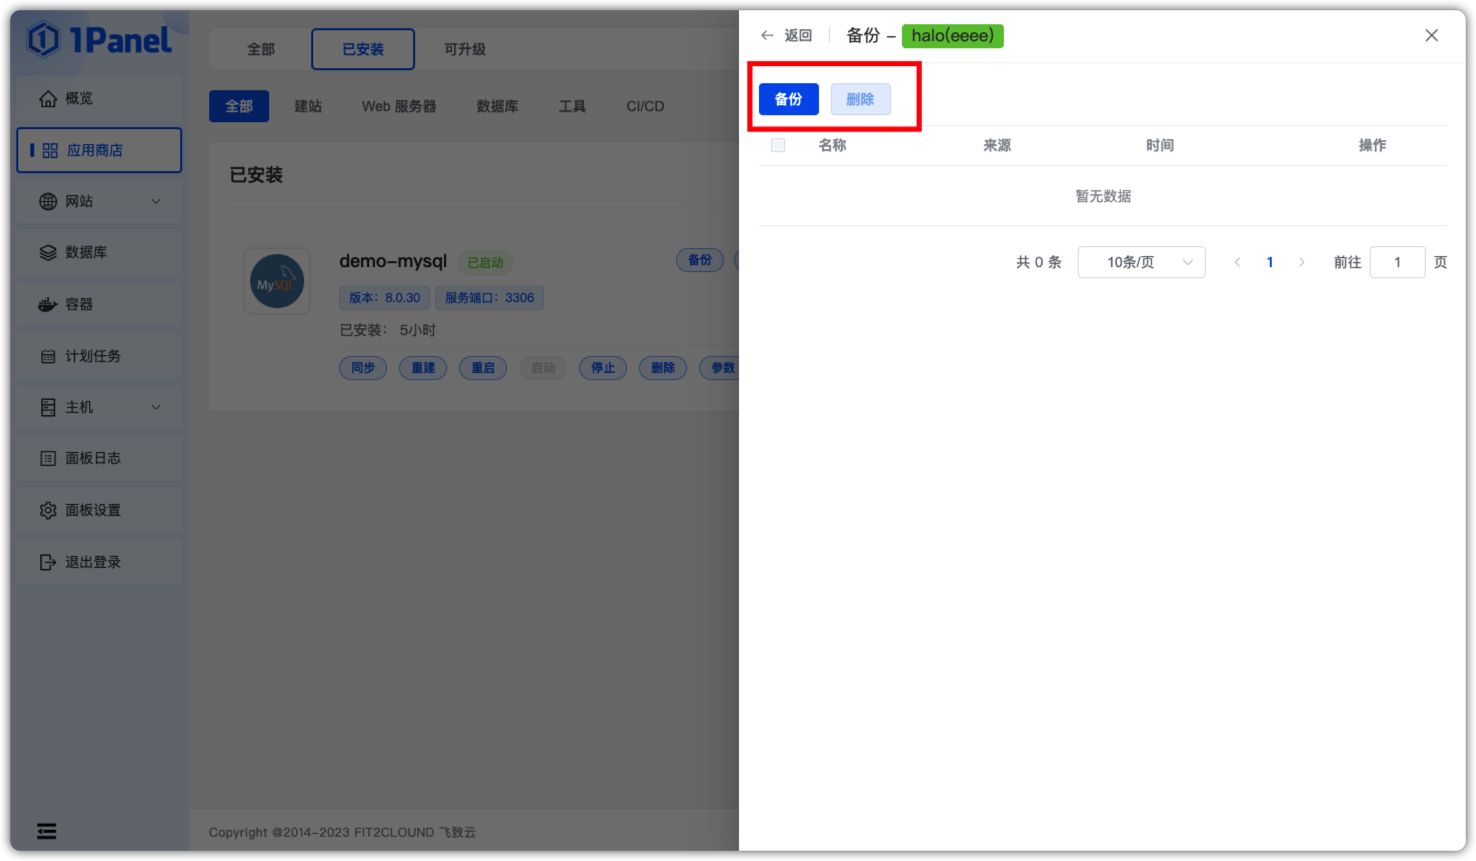 1Panel
概览
应用商店
网站
数据库
容器
计划任务
主机
面板日志
面板设置
退出登录
全部 已安装 可升级
全部 建站 Web 服务器 数据库 工具 CI/CD
已安装
MySQL
demo-mysql 已启动 备份
版本：8.0.30 服务端口：3306
已安装： 5小时
同步 重建 重启 启动 停止 删除 参数
Copyright @2014-2023 FIT2CLOUND 飞致云
返回 备份 - halo(eeee)
备份 删除
名称 来源 时间 操作
暂无数据
共 0 条 10条/页 1 前往 1 页